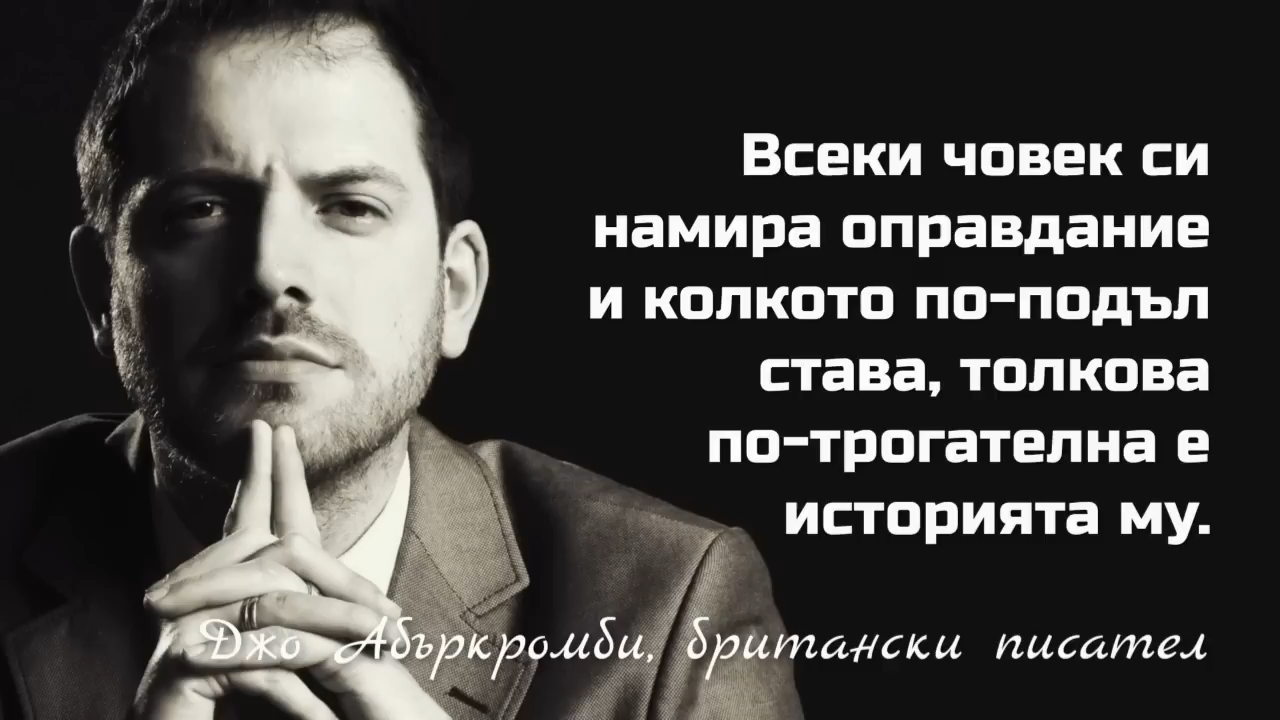 Всеки човек си
намира оправдание
и колкото по-подъл
става, толкова
по-трогателна е
историята му.
Джо Абъркромби, британски писател